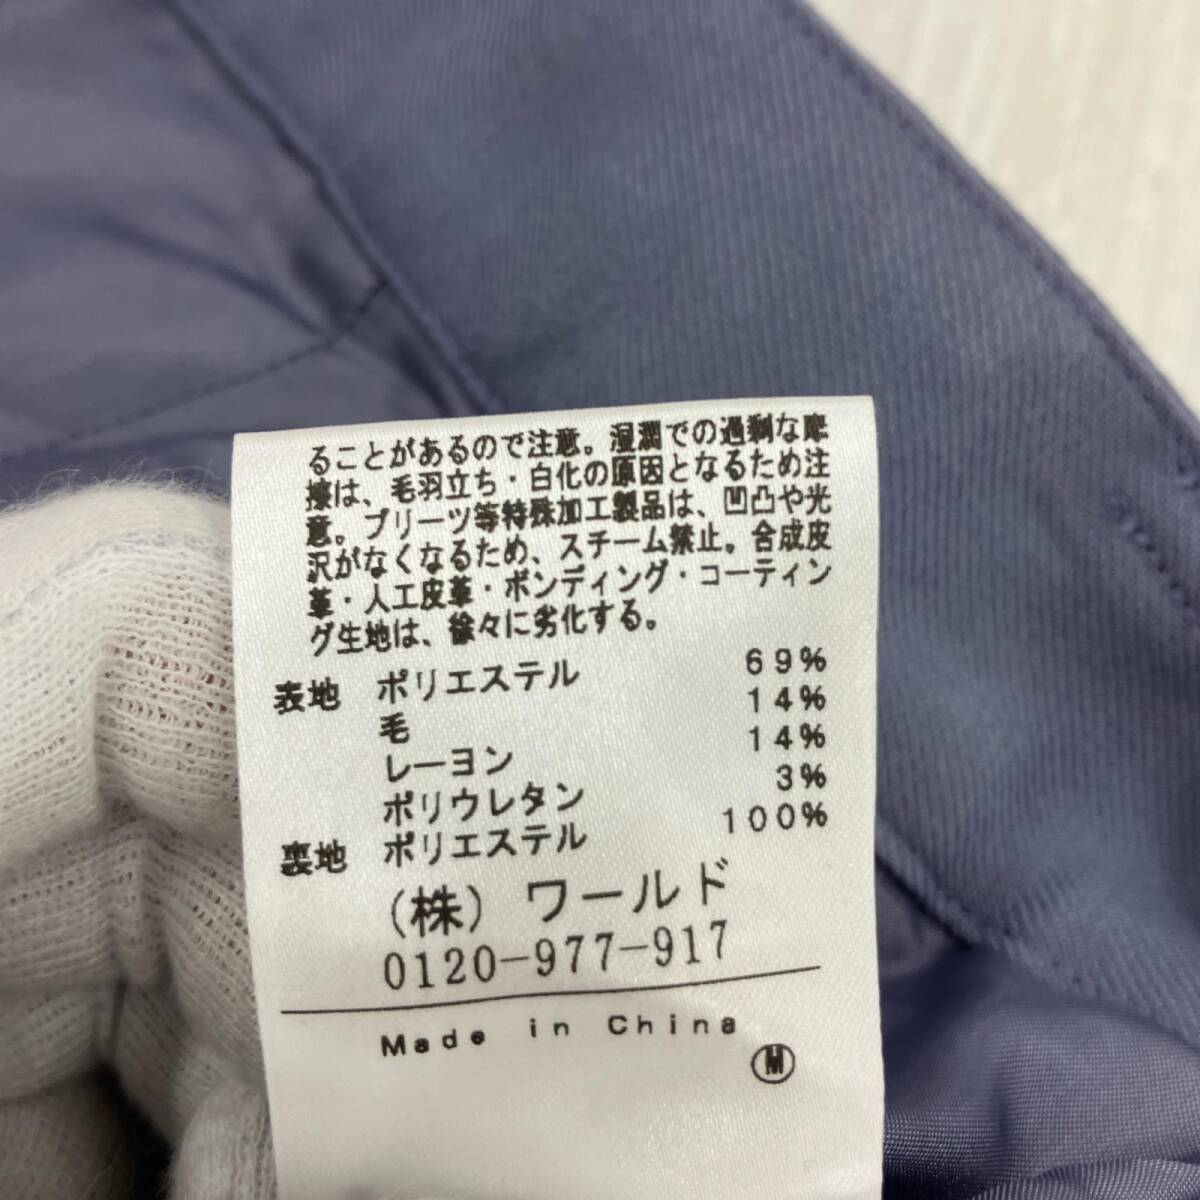 ることがあるので注意。湿潤での過剰な摩
擦は、毛羽立ち・白化の原因となるため注
意。プリーツ等特殊加工製品は、凹凸や光
沢がなくなるため、スチーム禁止。合成皮
革・人工皮革・ボンディング・コーティン
グ生地は、徐々に劣化する。
表地 ポリエステル 69%
毛 14%
レーヨン 14%
ポリウレタン 3%
裏地 ポリエステル 100%
(株) ワールド
0120-977-917
Made in China
M